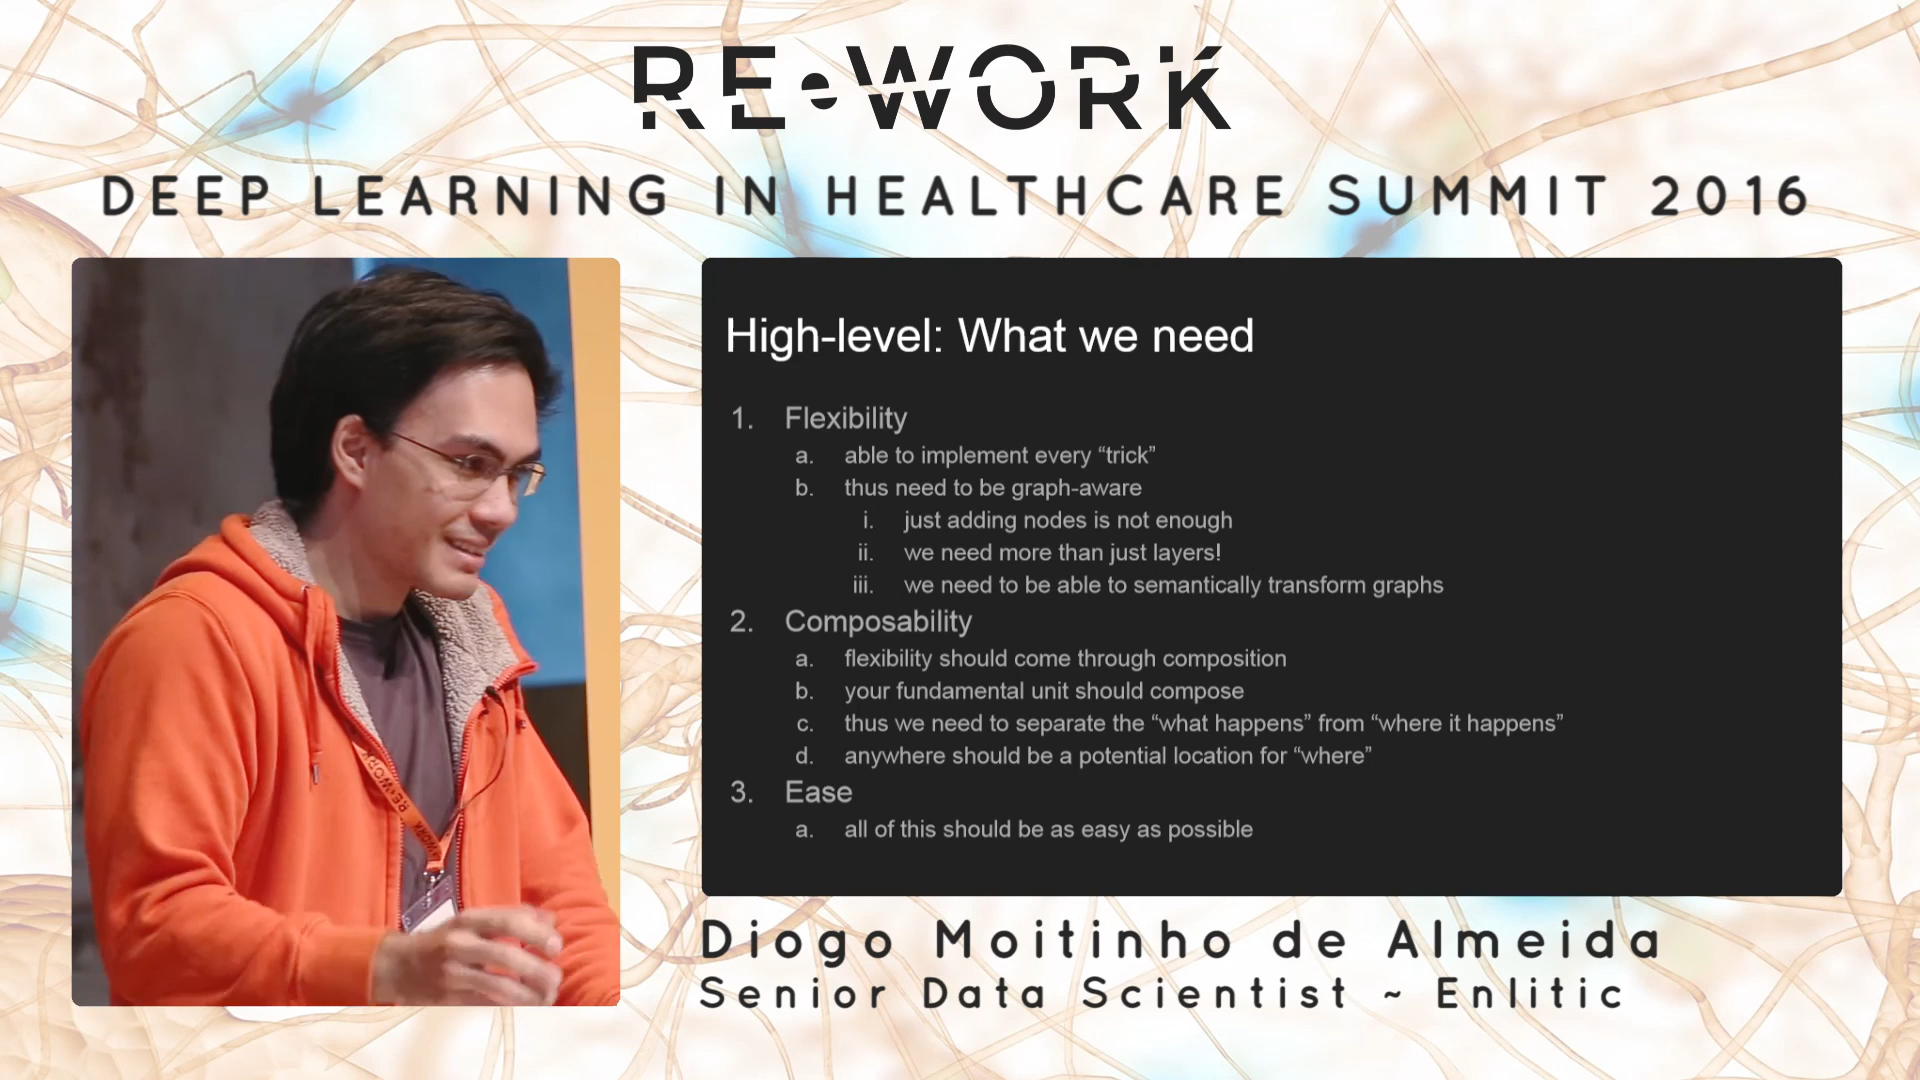 RE•WORK
DEEP LEARNING IN HEALTHCARE SUMMIT 2016
High-level: What we need
1. Flexibility
a. able to implement every “trick”
b. thus need to be graph-aware
i. just adding nodes is not enough
ii. we need more than just layers!
iii. we need to be able to semantically transform graphs
2. Composability
a. flexibility should come through composition
b. your fundamental unit should compose
c. thus we need to separate the “what happens” from “where it happens”
d. anywhere should be a potential location for “where”
3. Ease
a. all of this should be as easy as possible
RE•WORK
Diogo Moitinho de Almeida
Senior Data Scientist ~ Enlitic